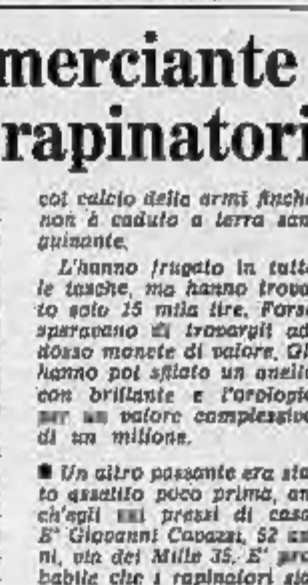 merciante
rapinatori
col calcio delle armi finche
non è caduto a terra san
guinante.
L'hanno frugato in tutte
le tasche, ma hanno trova
to solo 15 mila lire. Forse
speravano di trovargli ad
dosso monete di valore. Gl
hanno poi sfilato un anello
con brillante e l'orologio
per un valore complessivo
di un milione.
■ Un altro passante era sta
to assalito poco prima, an
ch'egli nei pressi di casa
E' Giovanni Cavazzi, 52 an
ni, via dei Mille 35. E' pro
babile che i rapinatori